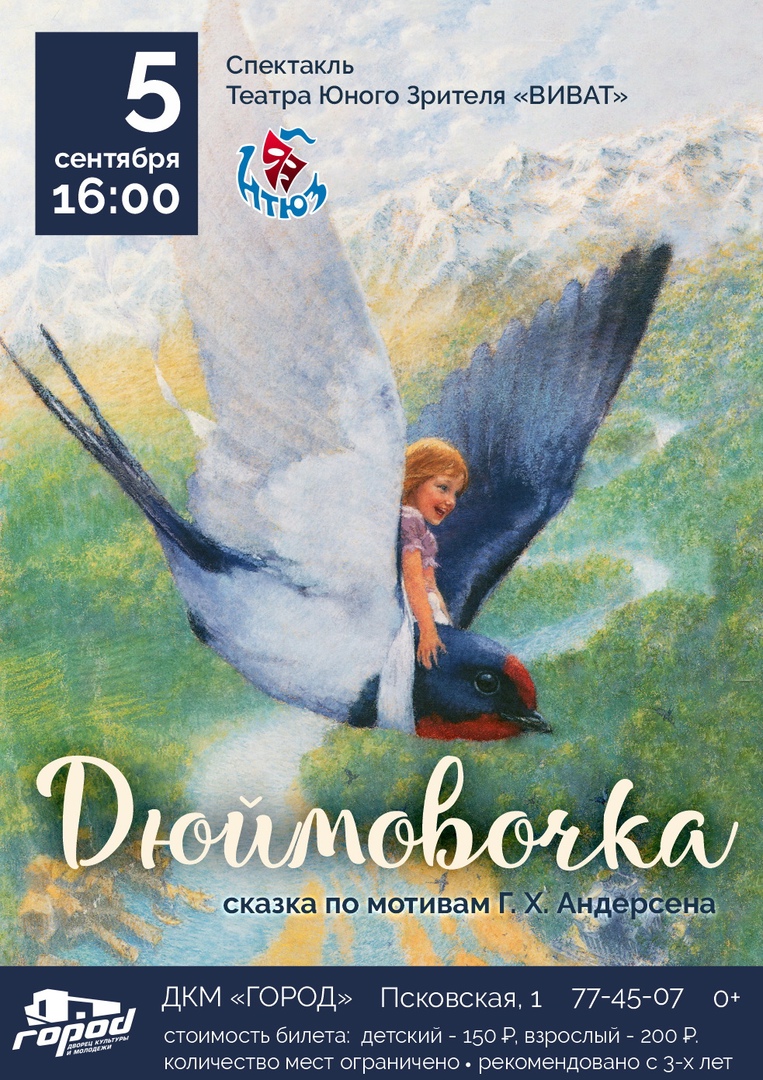 5
сентября
16:00
Спектакль
Театра Юного Зрителя «ВИВАТ»
НТЮЗ
Дюймовочка
сказка по мотивам Г. Х. Андерсена
город
ДВОРЕЦ КУЛЬТУРЫ
И МОЛОДЕЖИ
ДКМ «ГОРОД» Псковская, 1 77-45-07 0+
стоимость билета: детский - 150 ₽, взрослый - 200 ₽.
количество мест ограничено • рекомендовано с 3-х лет